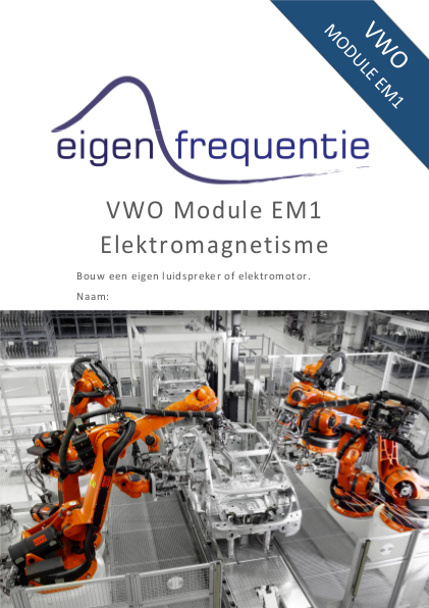 VWO
MODULE EM1
eigenfrequentie
VWO Module EM1
Elektromagnetisme
Bouw een eigen luidspreker of elektromotor.
Naam: